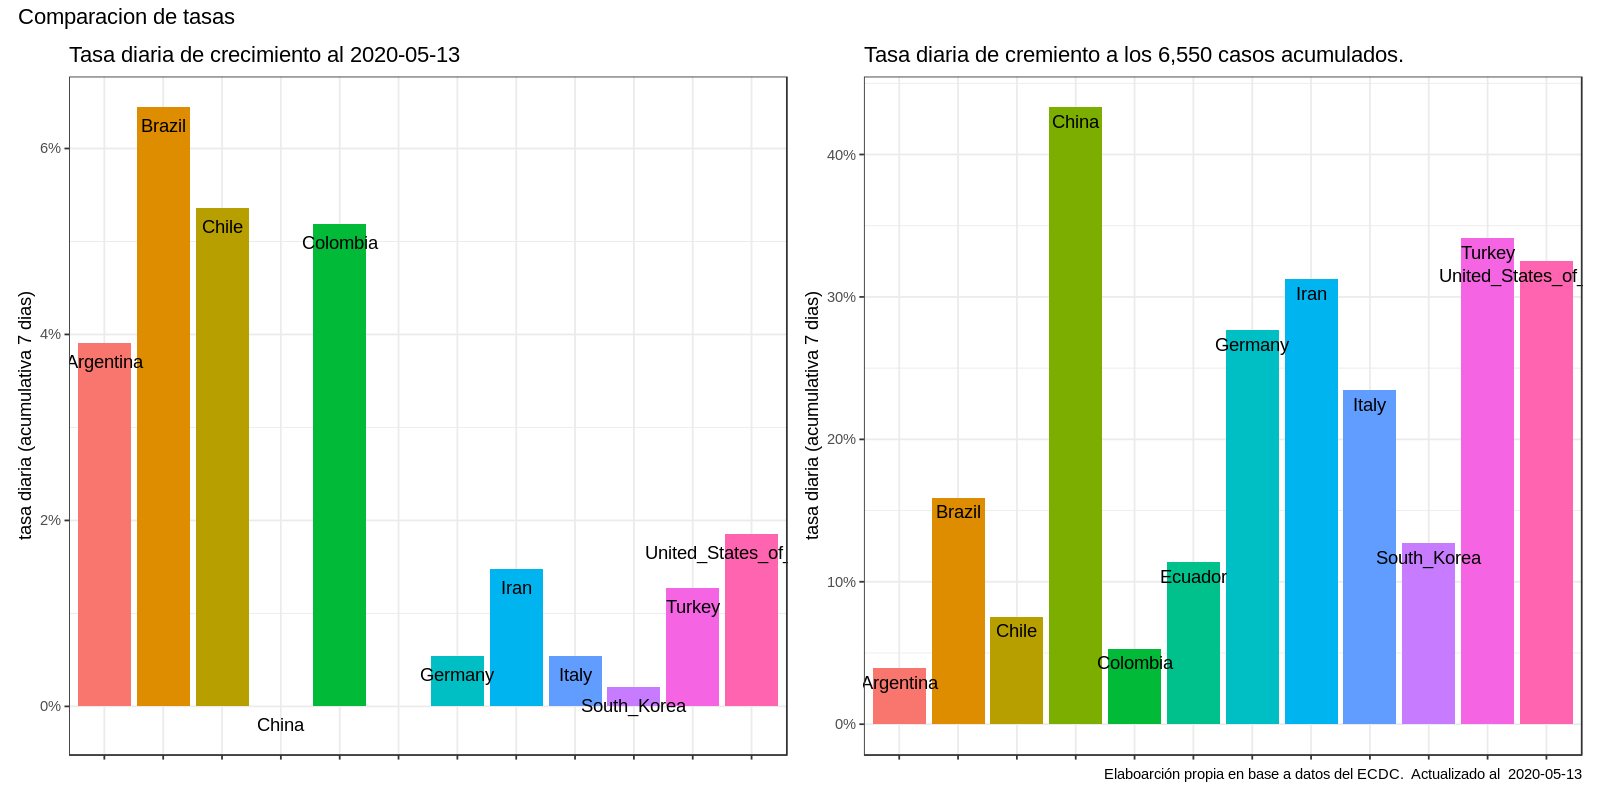 Comparacion de tasas
Tasa diaria de crecimiento al 2020-05-13
tasa diaria (acumulativa 7 dias)
6%
4%
2%
0%
Argentina
Brazil
Chile
China
Colombia
Germany
Iran
Italy
South_Korea
Turkey
United_States_of_
Tasa diaria de cremiento a los 6,550 casos acumulados.
tasa diaria (acumulativa 7 dias)
40%
30%
20%
10%
0%
Argentina
Brazil
Chile
China
Colombia
Ecuador
Germany
Iran
Italy
South_Korea
Turkey
United_States_of_
Elaboarción propia en base a datos del ECDC.  Actualizado al  2020-05-13